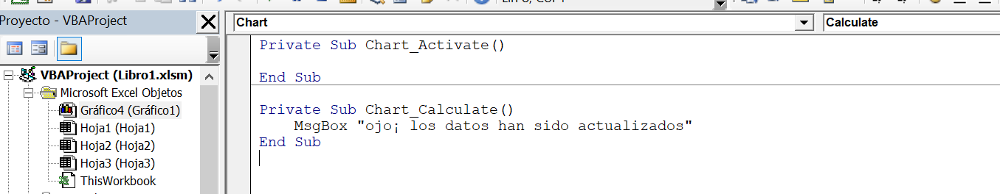 Proyecto - VBAProject
Chart
Calculate
VBAProject (Libro1.xlsm)
Microsoft Excel Objetos
Gráfico4 (Gráfico1)
Hoja1 (Hoja1)
Hoja2 (Hoja2)
Hoja3 (Hoja3)
ThisWorkbook
Private Sub Chart_Activate()
End Sub
Private Sub Chart_Calculate()
MsgBox "ojo¡ los datos han sido actualizados"
End Sub